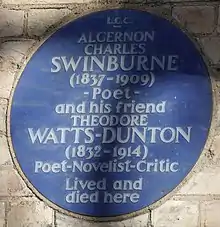 L.C.C.
ALGERNON
CHARLES
SWINBURNE
(1837-1909)
- Poet -
and his friend
THEODORE
WATTS-DUNTON
(1832-1914)
Poet-Novelist-Critic
Lived and
died here